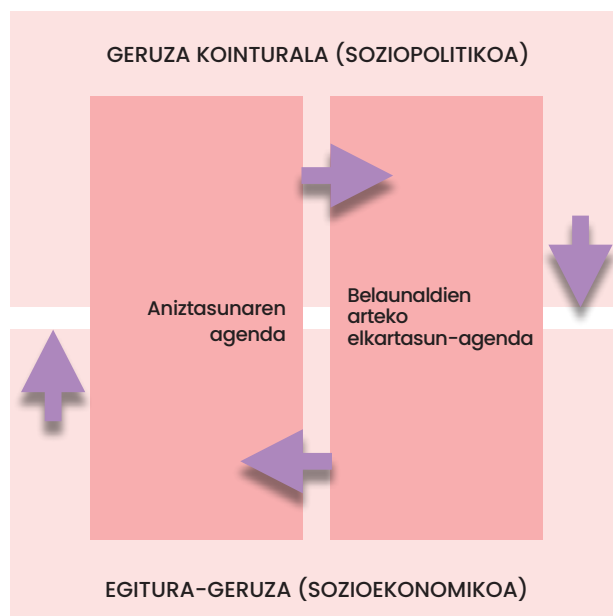 GERUZA KOINTURALA (SOZIOPOLITIKOA)
Aniztasunaren
agenda
Belaunaldien
arteko
elkartasun-agenda
EGITURA-GERUZA (SOZIOEKONOMIKOA)